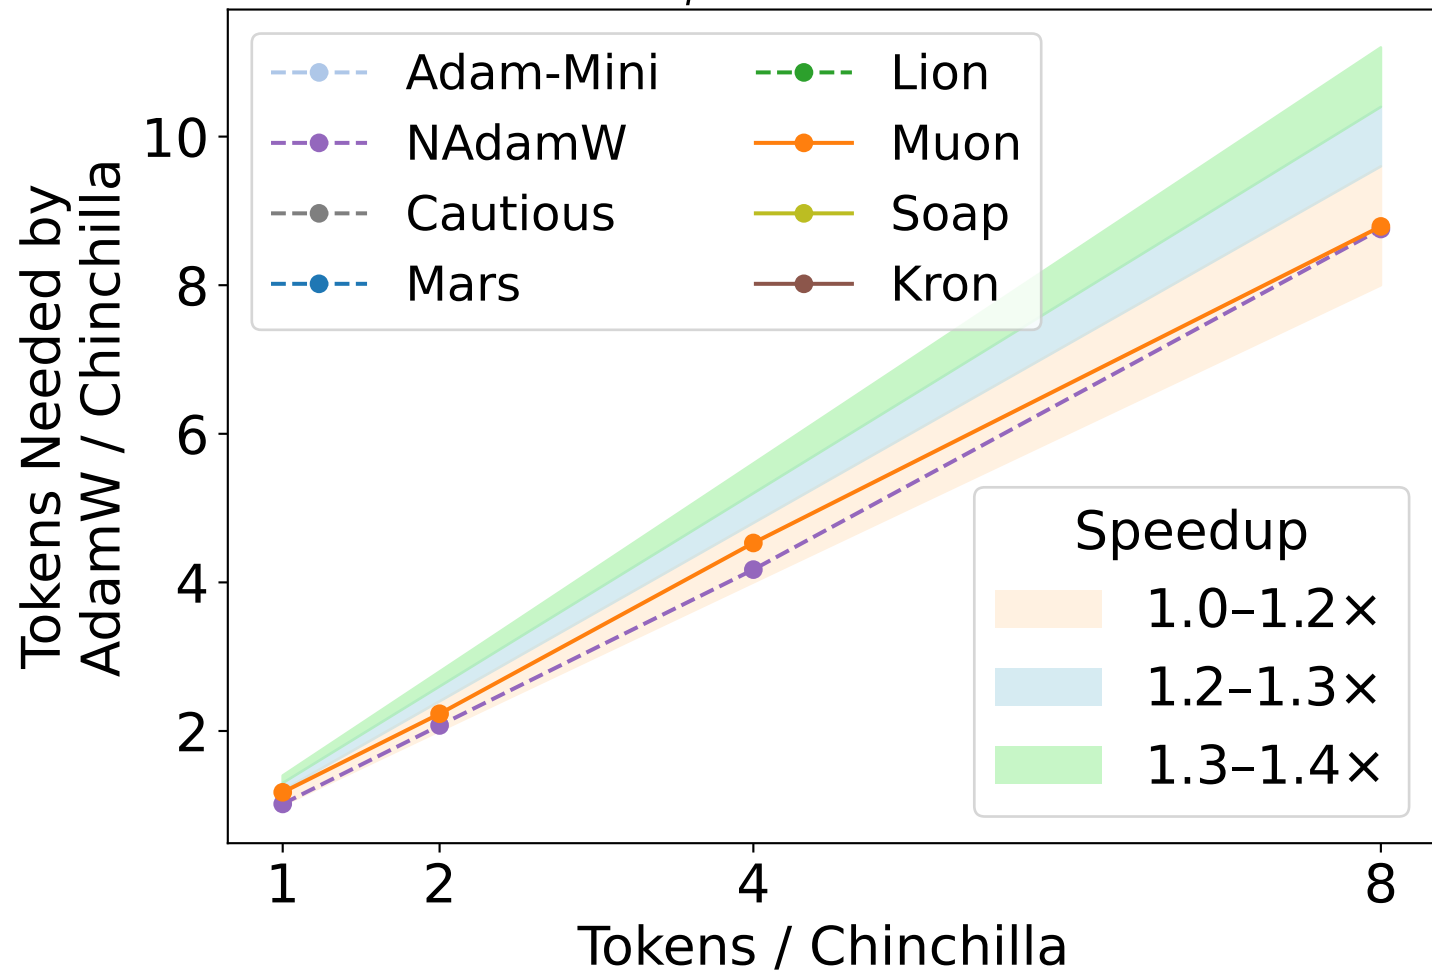 Adam-Mini
NAdamW
Cautious
Mars
Lion
Muon
Soap
Kron
Tokens Needed by
AdamW / Chinchilla
10
8
6
4
2
Speedup
1.0–1.2×
1.2–1.3×
1.3–1.4×
1 2 4 8
Tokens / Chinchilla